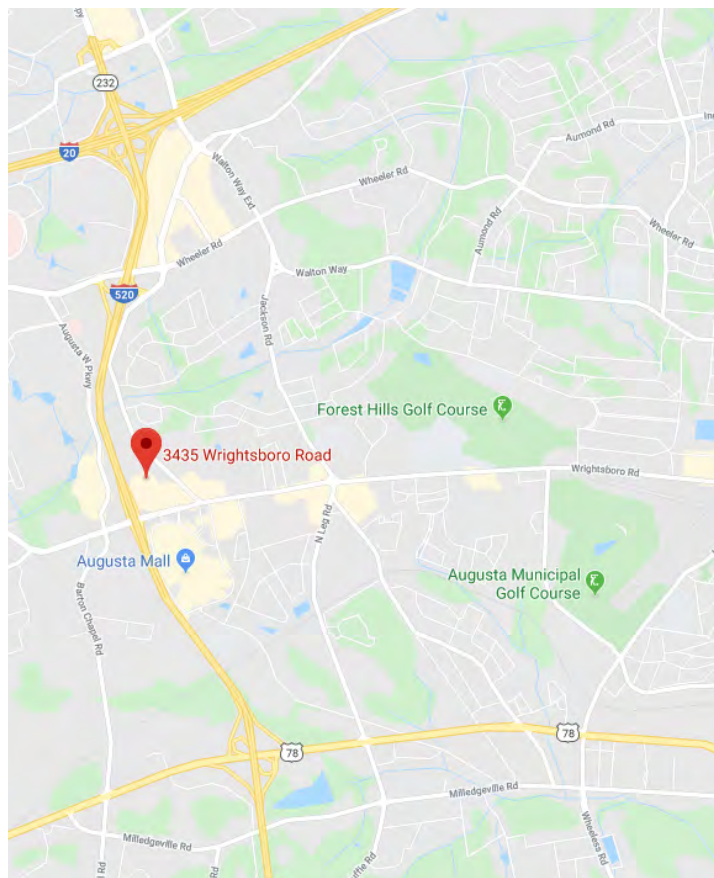 232
20
Walton Way Ext
Aumond Rd
Wheeler Rd
Aumond Rd
Wheeler Rd
Wheeler Rd
Walton Way
520
Jackson Rd
Augusta W Pkwy
Forest Hills Golf Course
3435 Wrightsboro Road
Wrightsboro Rd
N Leg Rd
Augusta Mall
Augusta Municipal
Golf Course
Barton Chapel Rd
78
78
Milledgeville Rd
Milledgeville Rd
Wheeless Rd